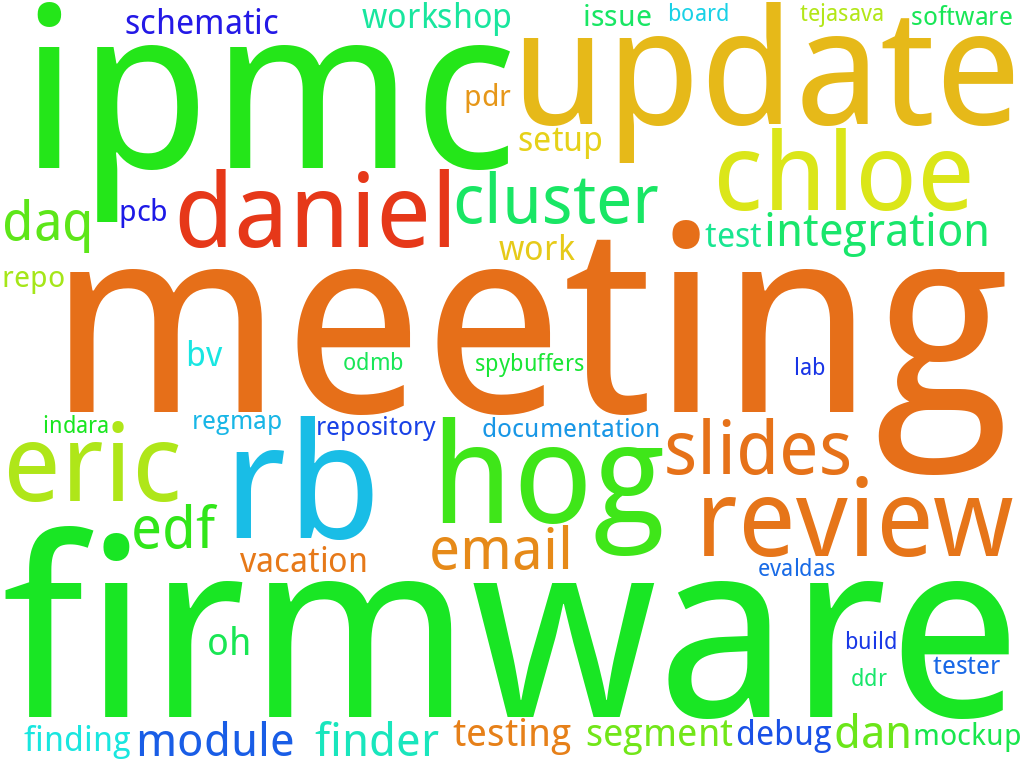 schematic workshop issue board tejasava software
ipmc pdr update
setup chloe
daq pcb daniel cluster test integration
work
repo meeting
bv odmb spybuffers lab
indara regmap repository documentation
eric rb hog slides
edf email review
vacation evaldas
firmware
oh build
ddr tester
finding module finder testing segment debug dan mockup